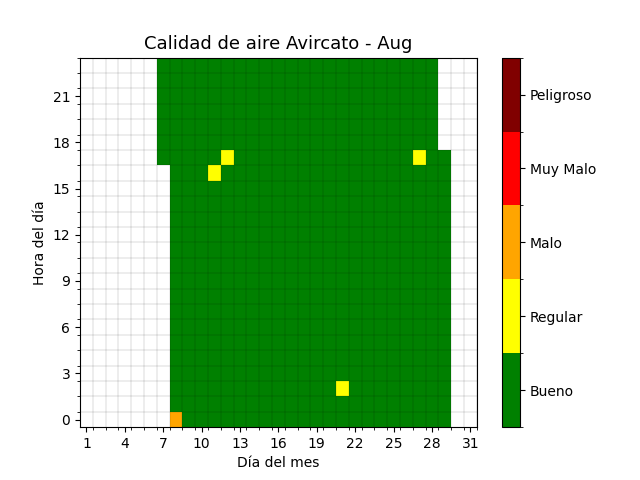 Calidad de aire Avircato - Aug
Hora del día
21
18
15
12
9
6
3
0
1 4 7 10 13 16 19 22 25 28 31
Día del mes
Peligroso
Muy Malo
Malo
Regular
Bueno